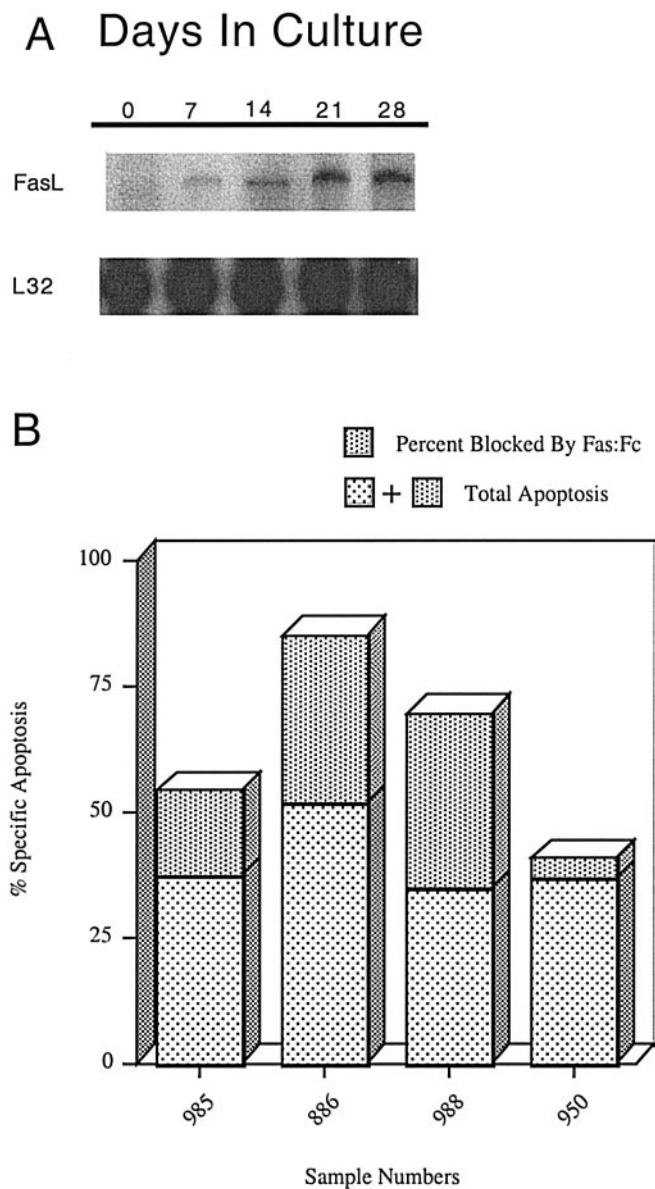 A Days In Culture
0 7 14 21 28
FasL
L32
B
Percent Blocked By Fas:Fc
+ Total Apoptosis
100
75
50
25
0
% Specific Apoptosis
985 886 988 950
Sample Numbers